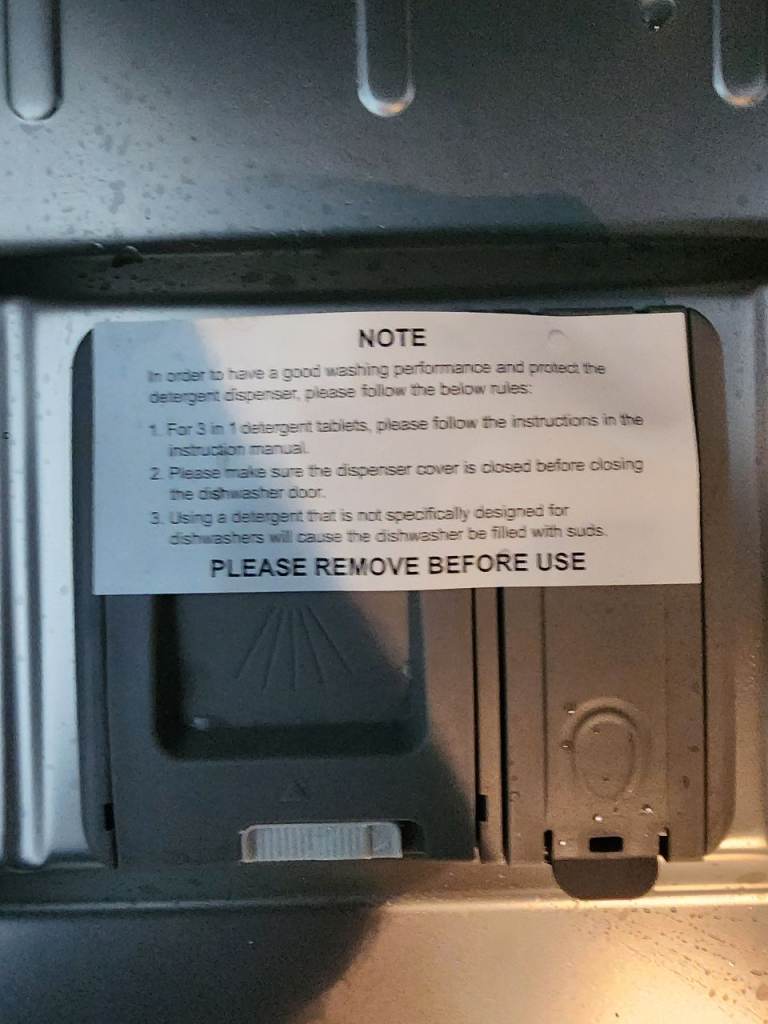 NOTE
In order to have a good washing performance and protect the
detergent dispenser, please follow the below rules:
1. For 3 in 1 detergent tablets, please follow the instructions in the
instruction manual.
2. Please make sure the dispenser cover is closed before closing
the dishwasher door.
3. Using a detergent that is not specifically designed for
dishwashers will cause the dishwasher be filled with suds.
PLEASE REMOVE BEFORE USE